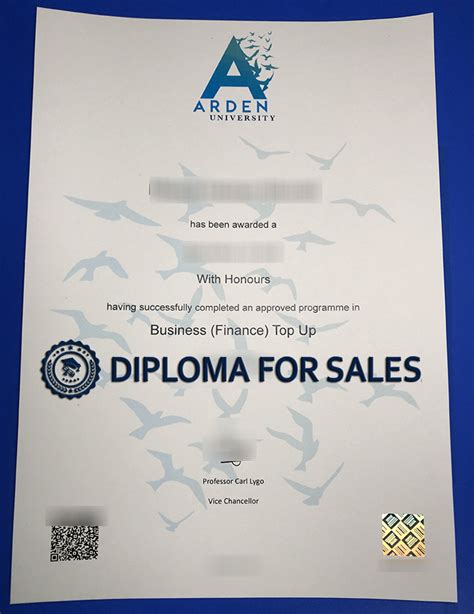 ARDEN
UNIVERSITY
has been awarded a
With Honours
having successfully completed an approved programme in
Business (Finance) Top Up
DIPLOMA FOR SALES
Professor Carl Lygo
Vice Chancellor